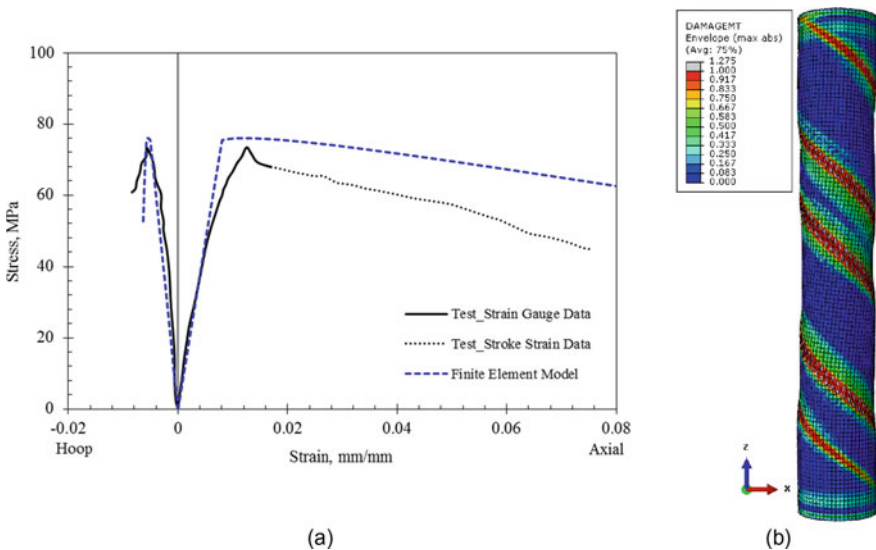 100
80
60
40
20
0
Stress, MPa
-0.02
0
0.02
0.04
0.06
0.08
Hoop
Strain, mm/mm
Axial
Test_Strain Gauge Data
Test_Stroke Strain Data
Finite Element Model
(a)
DAMAGEMT
Envelope (max abs)
(Avg: 75%)
1.275
1.000
0.917
0.833
0.750
0.667
0.583
0.500
0.417
0.333
0.250
0.167
0.083
0.000
z
x
(b)